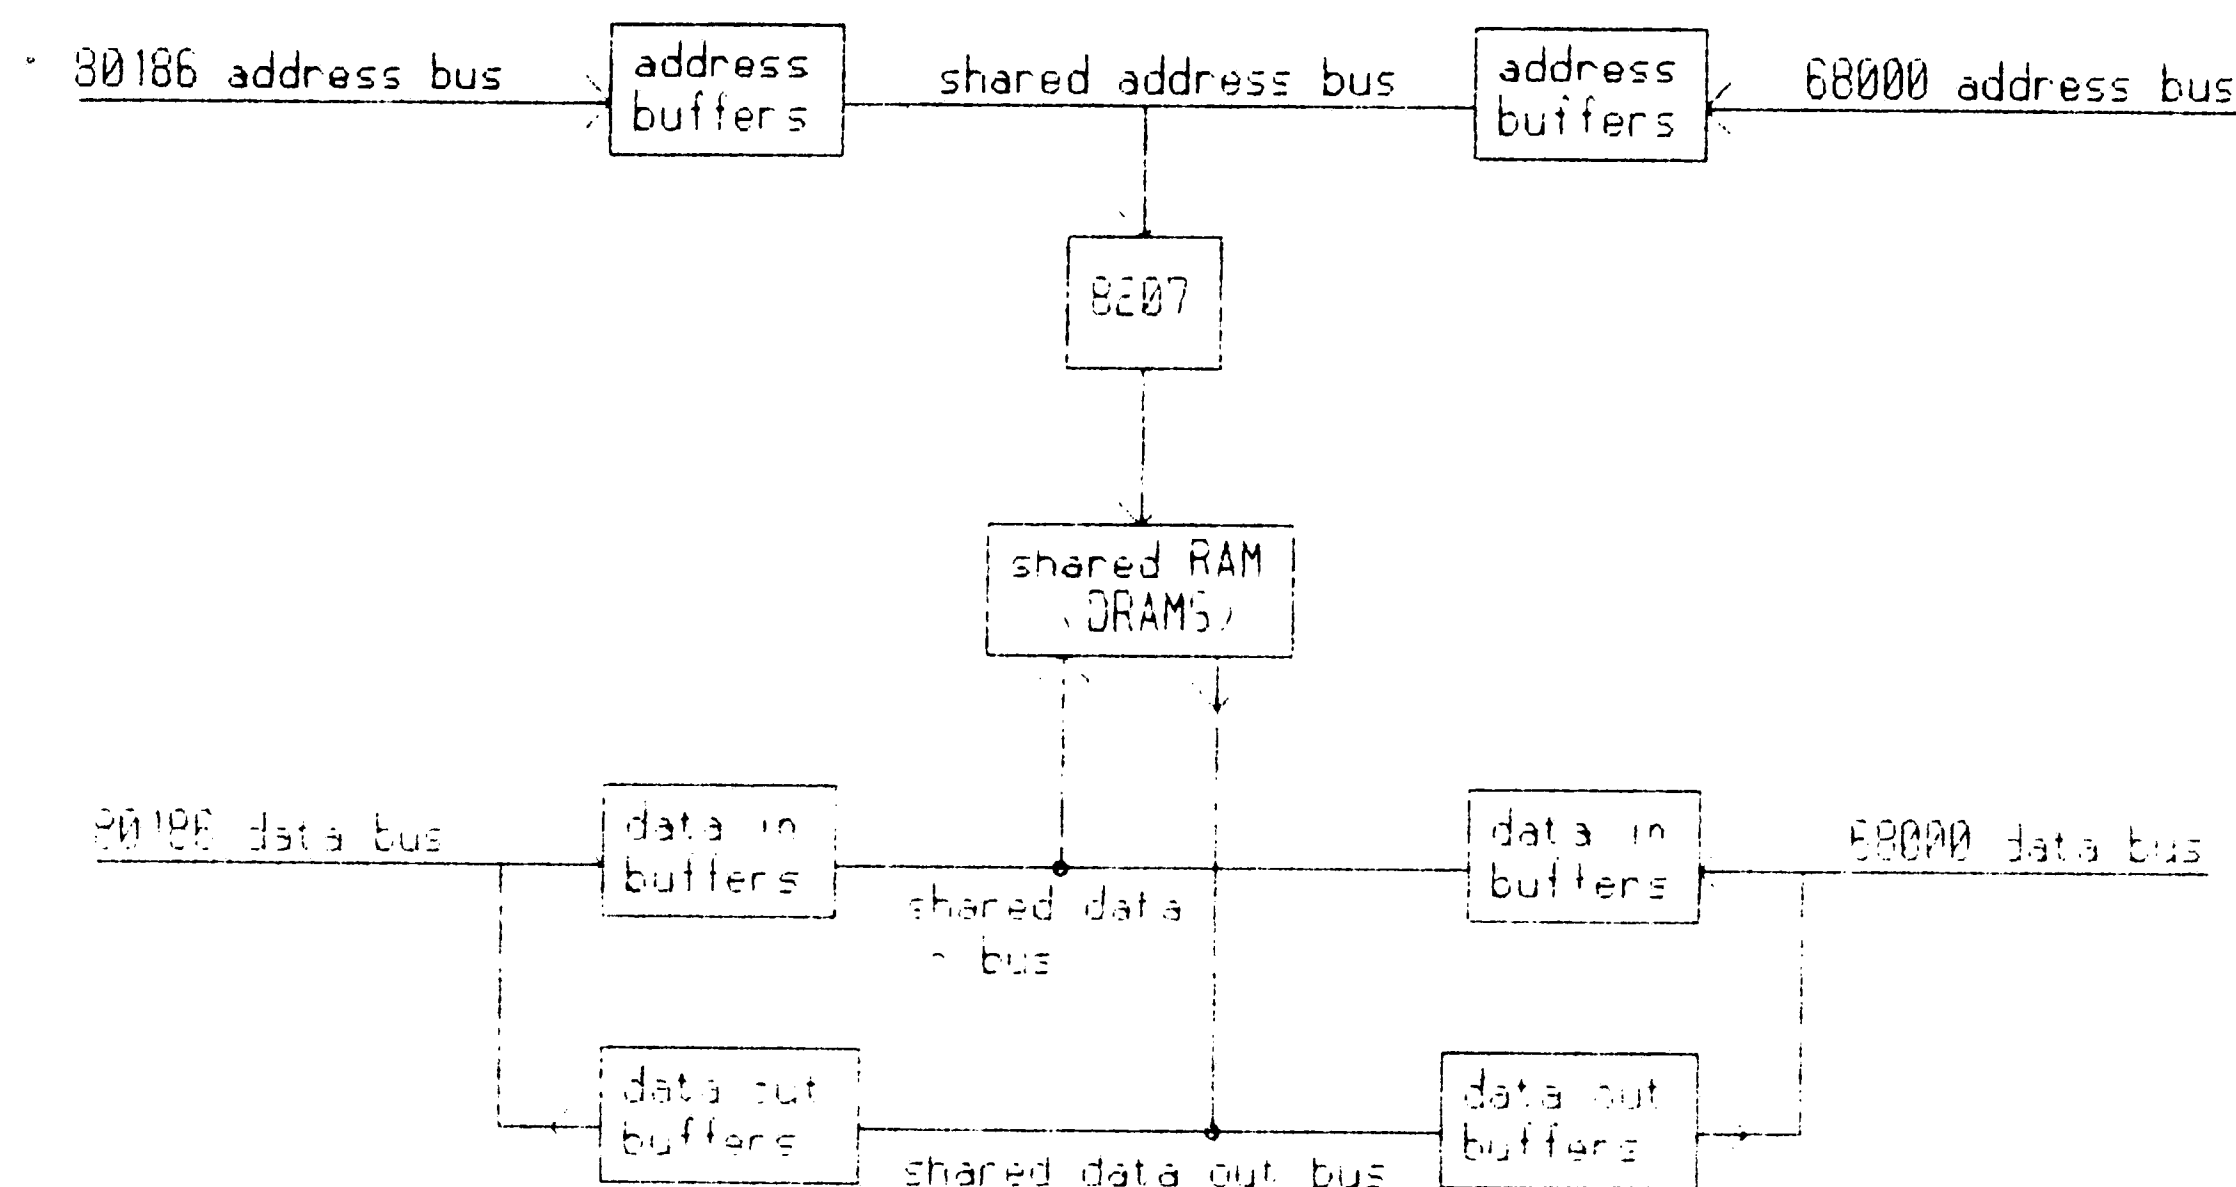 80186 address bus
address
buffers
shared address bus
address
buffers
68000 address bus
8207
shared RAM
(DRAMS)
80186 data bus
data in
buffers
shared data
bus
data in
buffers
68000 data bus
data out
buffers
shared data out bus
data out
buffers